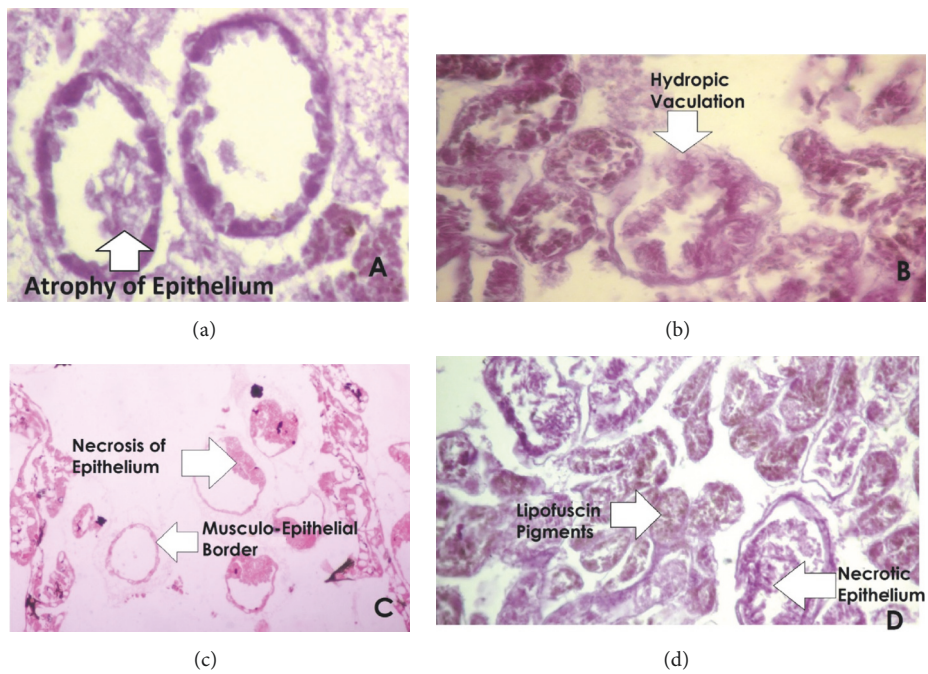 Atrophy of Epithelium
A
(a)
Hydropic
Vaculation
B
(b)
Necrosis of
Epithelium
Musculo-Epithelial
Border
C
(c)
Lipofuscin
Pigments
Necrotic
Epithelium
D
(d)